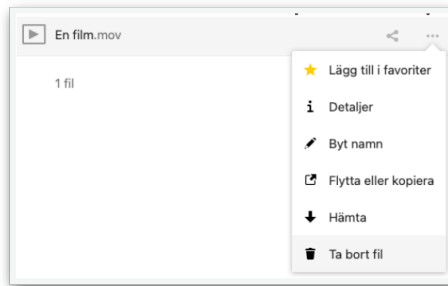 En film.mov
1 fil
Lägg till i favoriter
Detaljer
Byt namn
Flytta eller kopiera
Hämta
Ta bort fil